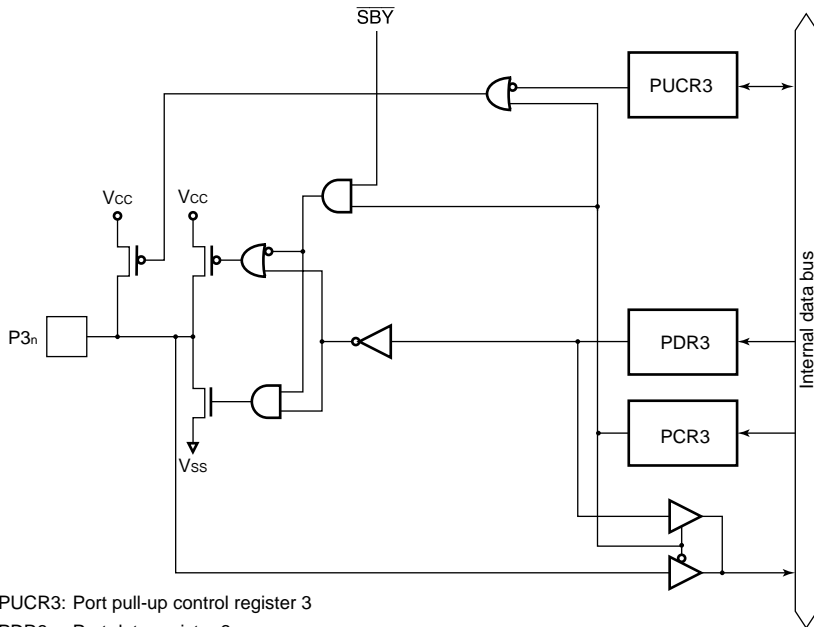 SBY
PUCR3
VCC
VCC
P3n
PDR3
Internal data bus
PCR3
VSS
PUCR3: Port pull-up control register 3